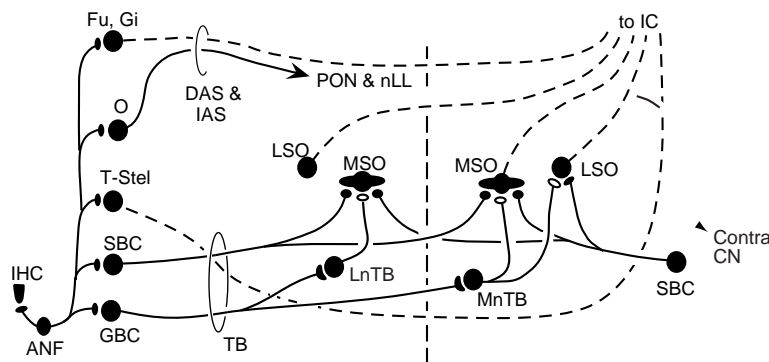 Fu, Gi
to IC
PON & nLL
DAS &
IAS
O
LSO
MSO
MSO
LSO
T-Stel
SBC
Contra
CN
IHC
LnTB
MnTB
SBC
ANF
GBC
TB